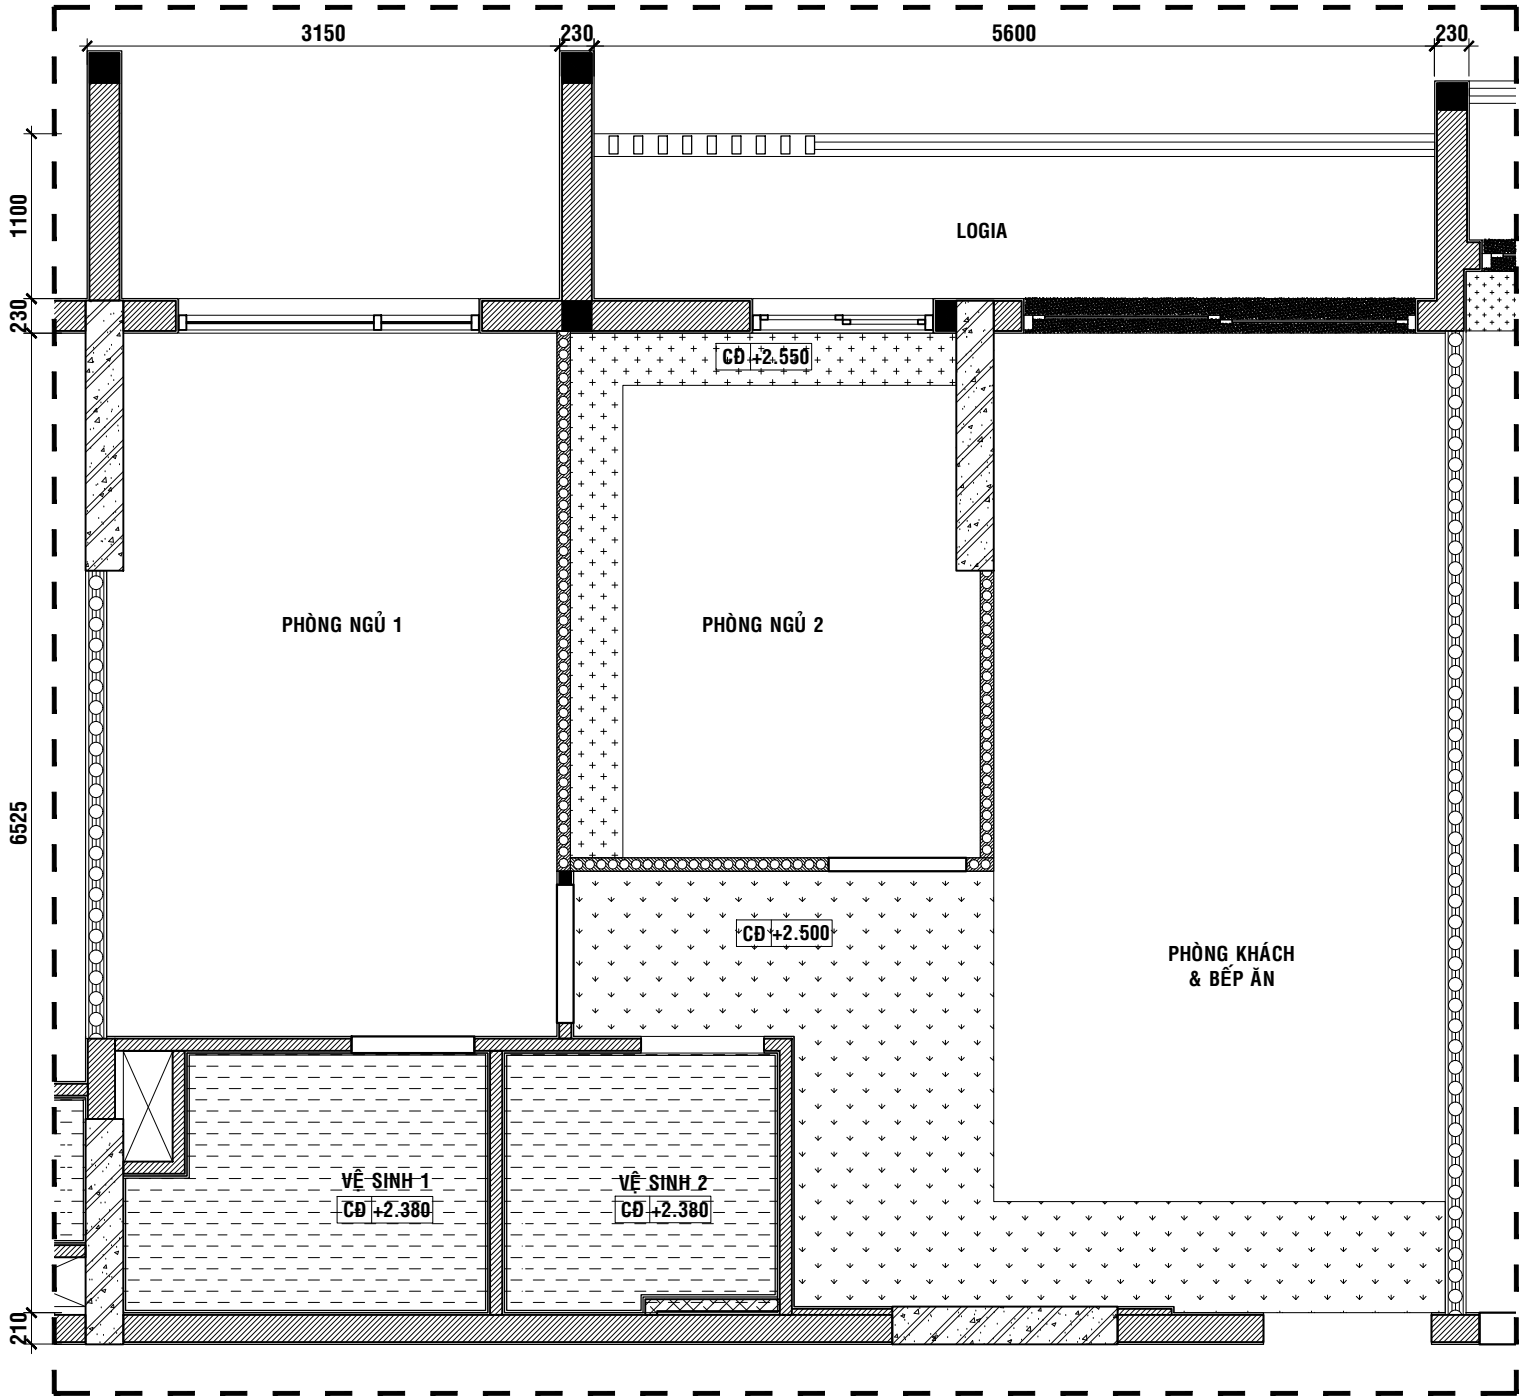 3150
230
5600
230
1100
LOGIA
230
CĐ +2.550
PHÒNG NGỦ 1
PHÒNG NGỦ 2
6525
CĐ +2.500
PHÒNG KHÁCH
& BẾP ĂN
VỆ SINH 1
CĐ +2.380
VỆ SINH 2
CĐ +2.380
210